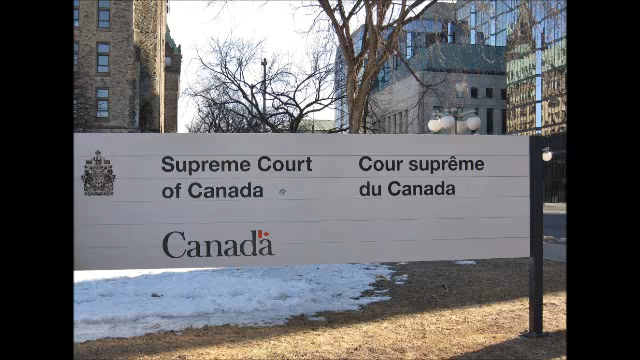 Supreme Court
of Canada
Cour suprême
du Canada
Canada